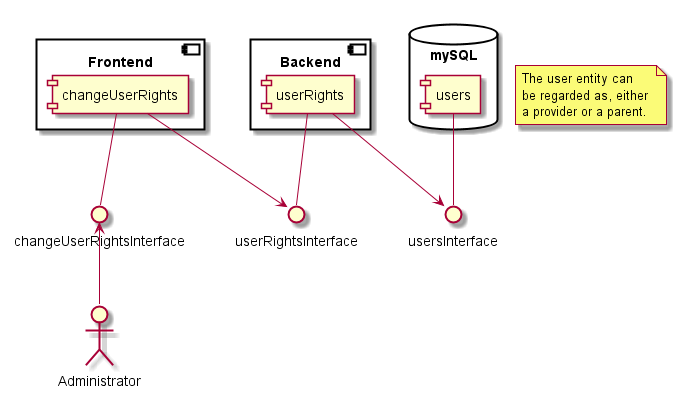 Frontend
changeUserRights
Backend
userRights
mySQL
users
The user entity can
be regarded as, either
a provider or a parent.
changeUserRightsInterface
userRightsInterface
usersInterface
Administrator